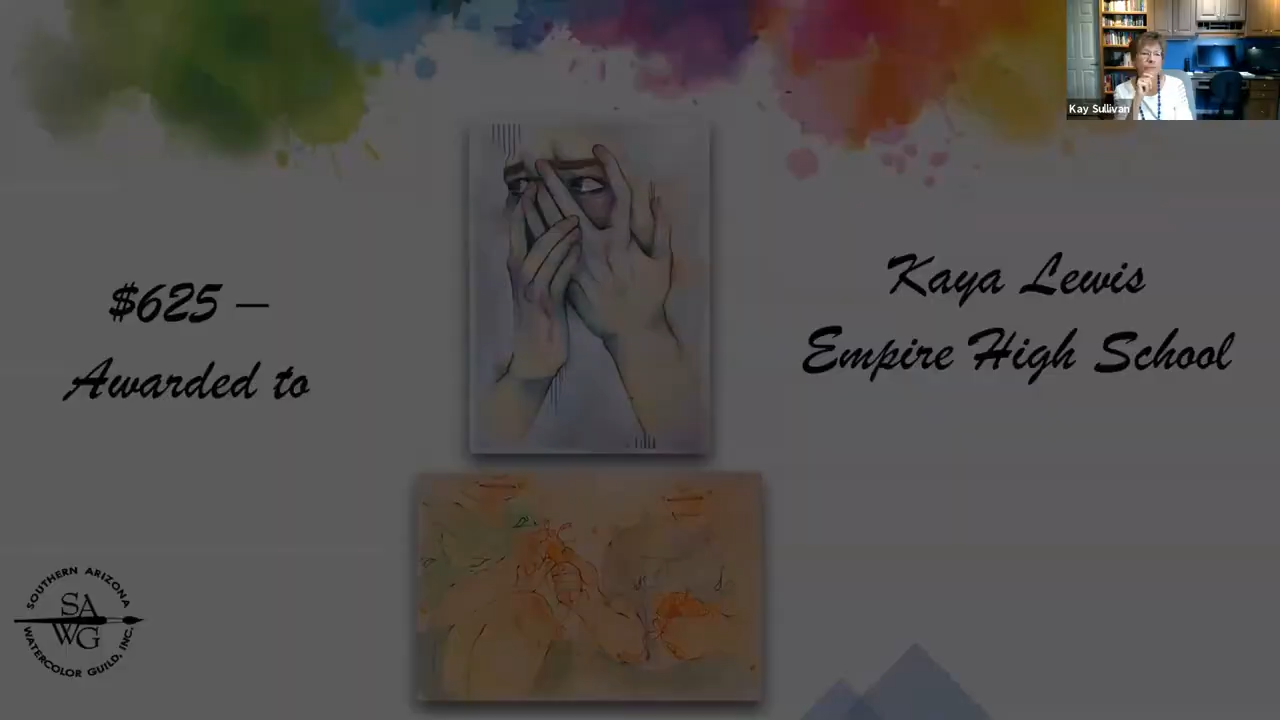 Kay Sullivan
$625 –
Awarded to
Kaya Lewis
Empire High School
SOUTHERN ARIZONA
SA
WG
WATERCOLOR GUILD, INC.